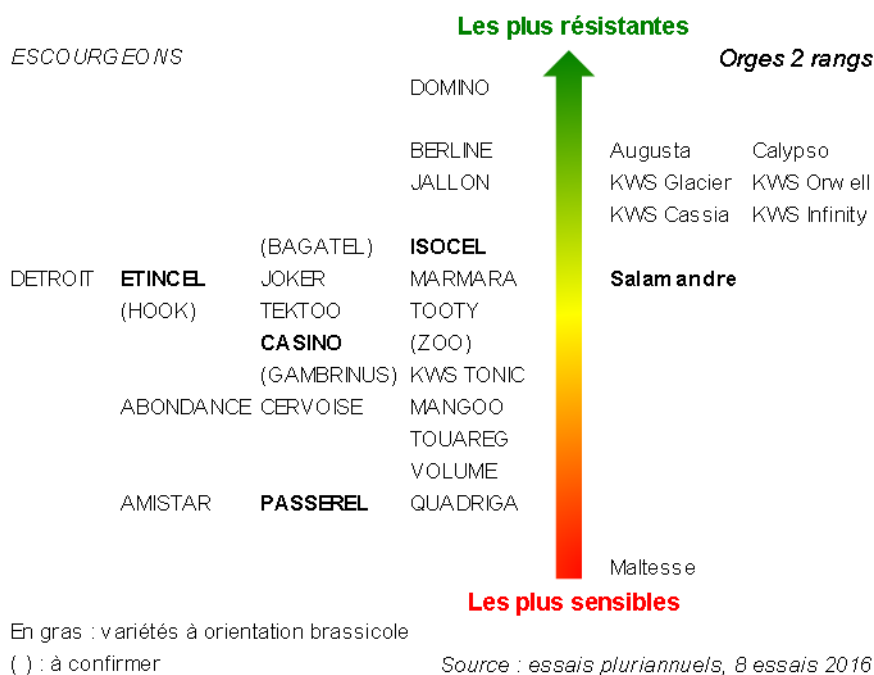 Les plus résistantes
ESCOURGEONS Orges 2 rangs
DOMINO
BERLINE Augusta Calypso
JALLON KWS Glacier KWS Orwell
KWS Cassia KWS Infinity
(BAGATEL) ISOCEL
DETROIT ETINCEL JOKER MARMARA Salamandre
(HOOK) TEKTOO TOOTY
CASINO (ZOO)
(GAMBRINUS) KWS TONIC
ABONDANCE CERVOISE MANGOO
TOUAREG
VOLUME
AMISTAR PASSEREL QUADRIGA
Maltesse
Les plus sensibles
En gras : variétés à orientation brassicole
( ) : à confirmer Source : essais pluriannuels, 8 essais 2016